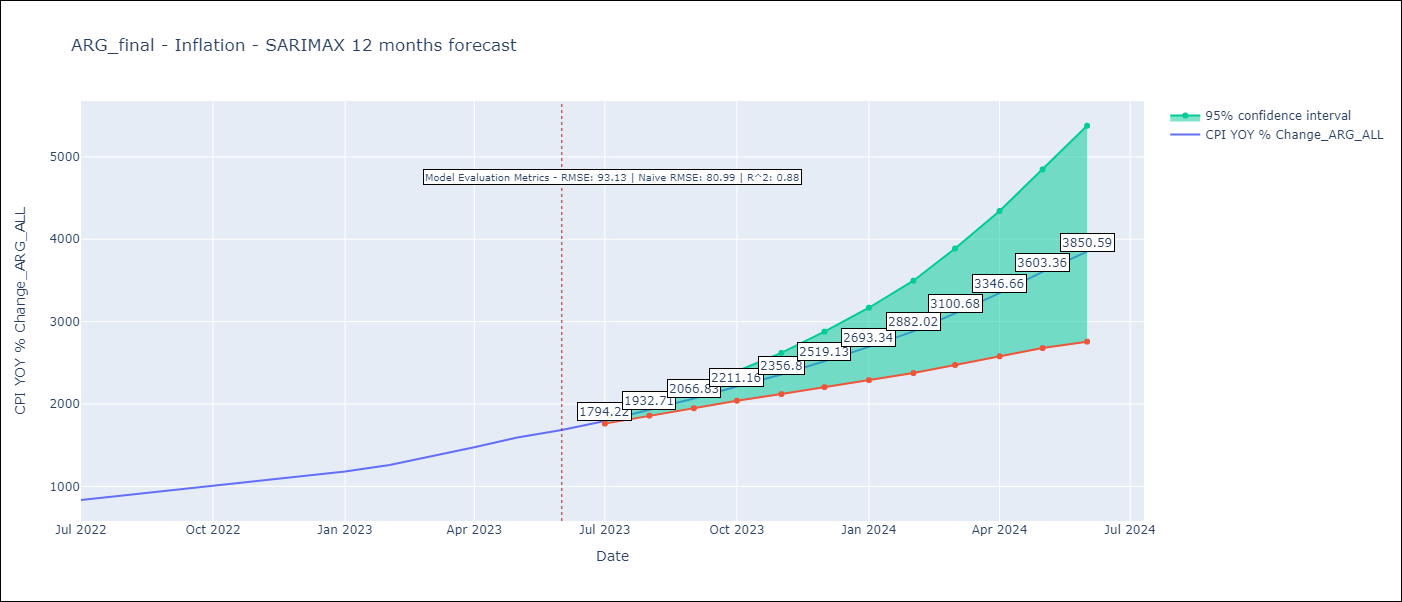 ARG_final - Inflation - SARIMAX 12 months forecast
95% confidence interval
CPI YOY % Change_ARG_ALL
Model Evaluation Metrics - RMSE: 93.13 | Naive RMSE: 80.99 | R^2: 0.88
CPI YOY % Change_ARG_ALL
5000
4000
3000
2000
1000
3850.59
3603.36
3346.66
3100.68
2882.02
2693.34
2519.13
2356.8
2211.16
2066.83
1932.71
1794.22
Jul 2022
Oct 2022
Jan 2023
Apr 2023
Jul 2023
Oct 2023
Jan 2024
Apr 2024
Jul 2024
Date